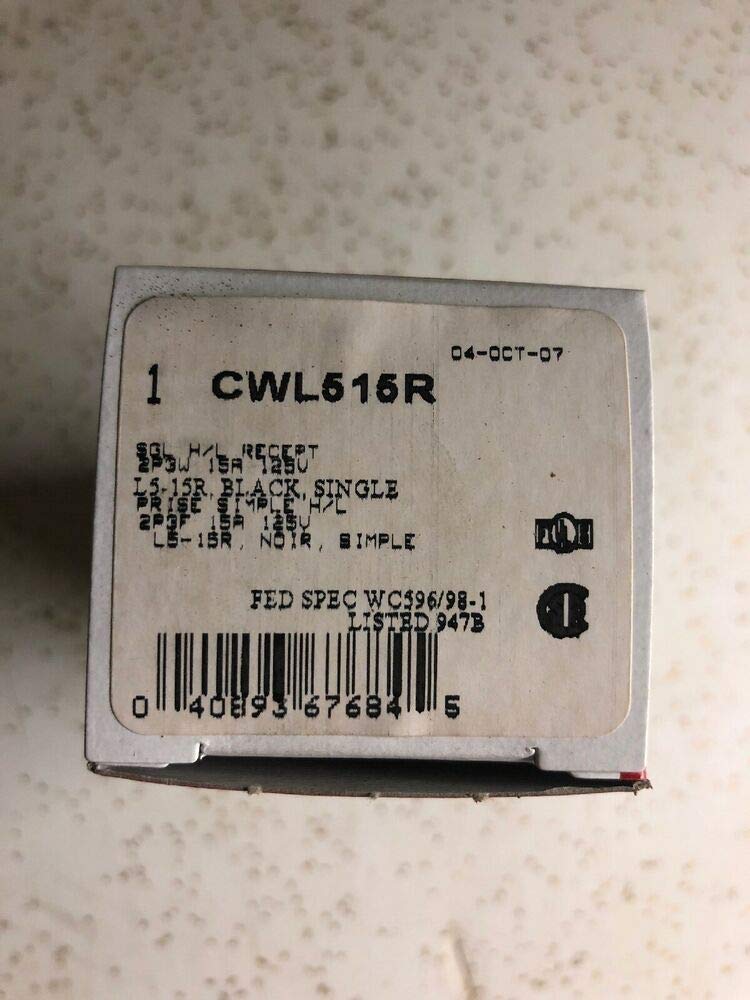 04-OCT-07
1 CWL515R
SGL H/L RECEPT
2P3W 15A 125V
L5-15R, BLACK, SINGLE
PRISE SIMPLE H/L
2P3F 15A 125V
L5-15R, NOIR, SIMPLE
FED SPEC WC596/98-1
LISTED 947B
0 40893 67684 5